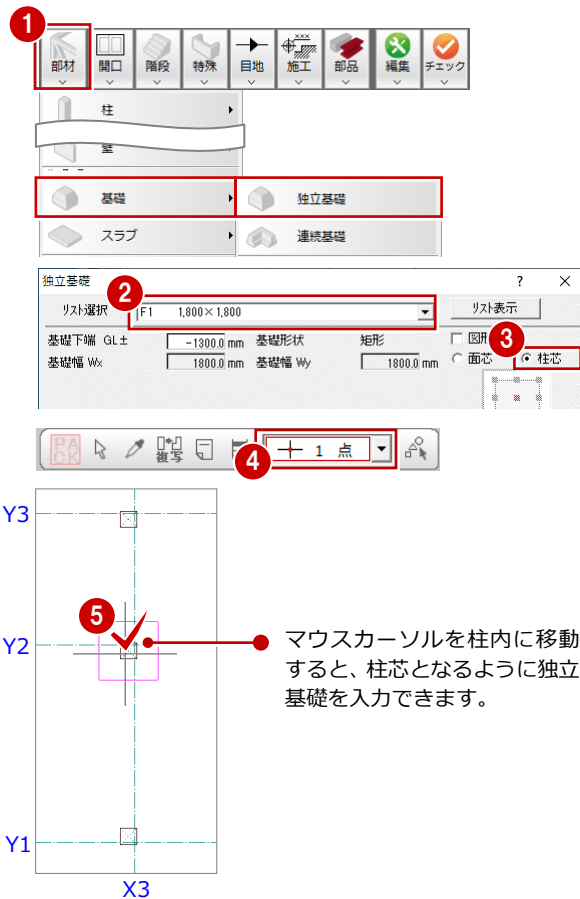 1
部材 開口 階段 特殊 目地 施工 部品 編集 チェック
柱
壁
基礎 独立基礎
スラブ 連続基礎
独立基礎 ? ×
2
リスト選択 F1 1,800×1,800 リスト表示
基礎下端 GL± -1300.0 mm 基礎形状 矩形
3
基礎幅 Wx 1800.0 mm 基礎幅 Wy 1800.0 mm 面芯 柱芯
PACK 複写 1 点
4
Y3
5
Y2
マウスカーソルを柱内に移動
すると、柱芯となるように独立
基礎を入力できます。
Y1
X3